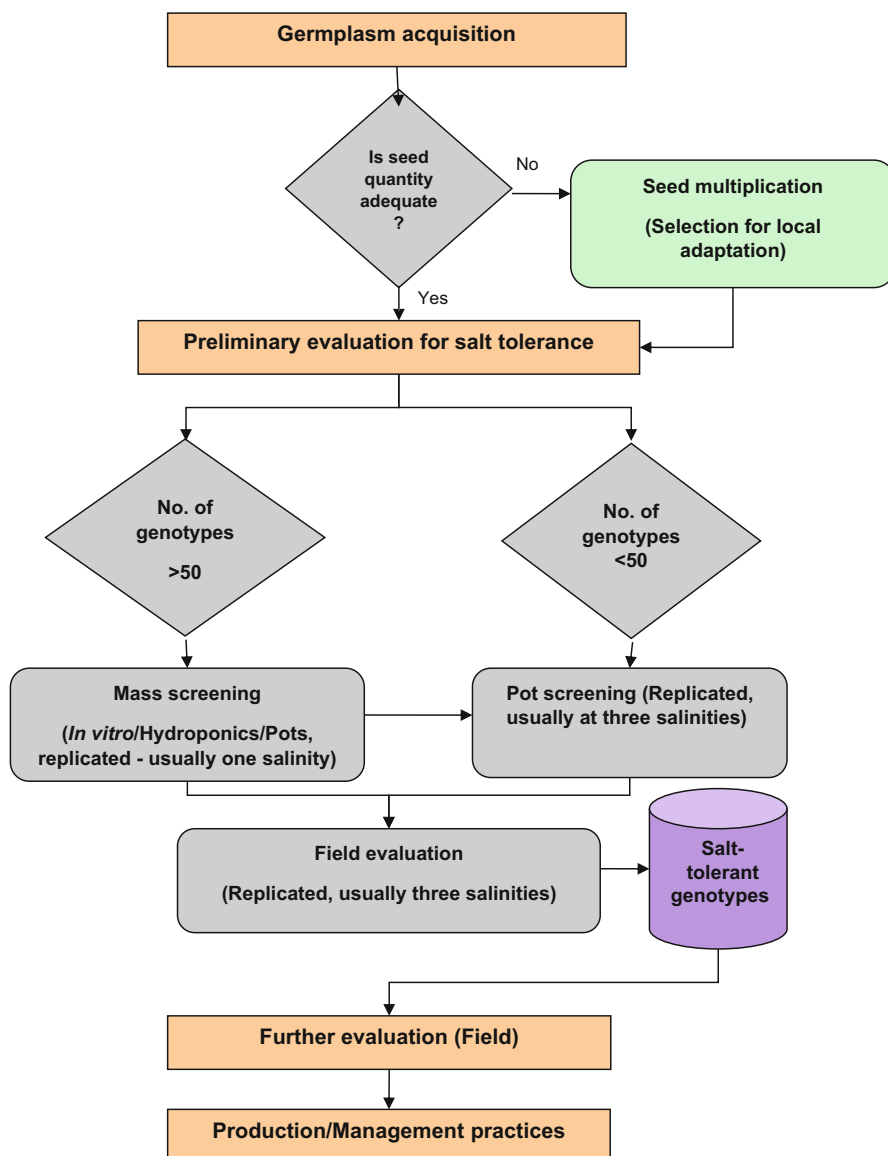 Germplasm acquisition
Is seed
quantity
adequate
?
No
Seed multiplication
(Selection for local
adaptation)
Yes
Preliminary evaluation for salt tolerance
No. of
genotypes
>50
No. of
genotypes
<50
Mass screening
(In vitro/Hydroponics/Pots,
replicated - usually one salinity)
Pot screening (Replicated,
usually at three salinities)
Field evaluation
(Replicated, usually three salinities)
Salt-
tolerant
genotypes
Further evaluation (Field)
Production/Management practices